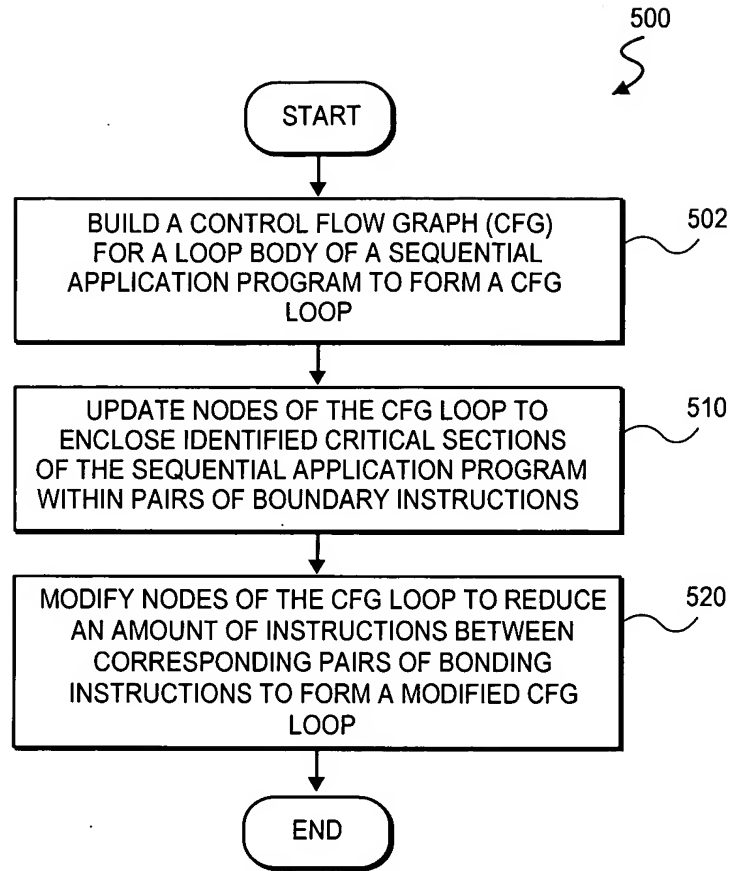 500
START
BUILD A CONTROL FLOW GRAPH (CFG)
FOR A LOOP BODY OF A SEQUENTIAL
APPLICATION PROGRAM TO FORM A CFG
LOOP
502
UPDATE NODES OF THE CFG LOOP TO
ENCLOSE IDENTIFIED CRITICAL SECTIONS
OF THE SEQUENTIAL APPLICATION PROGRAM
WITHIN PAIRS OF BOUNDARY INSTRUCTIONS
510
MODIFY NODES OF THE CFG LOOP TO REDUCE
AN AMOUNT OF INSTRUCTIONS BETWEEN
CORRESPONDING PAIRS OF BONDING
INSTRUCTIONS TO FORM A MODIFIED CFG
LOOP
520
END